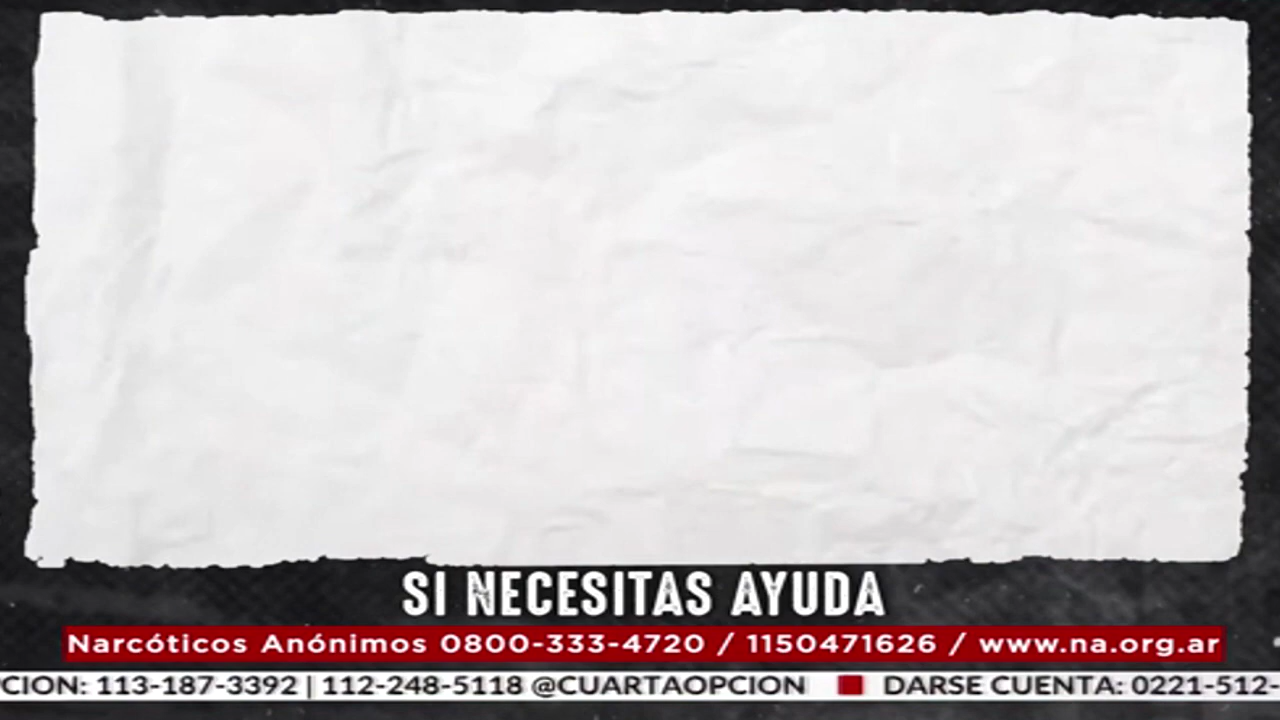 SI NECESITAS AYUDA
Narcóticos Anónimos 0800-333-4720 / 1150471626 / www.na.org.ar
CION: 113-187-3392 | 112-248-5118 @CUARTAOPCION DARSE CUENTA: 0221-512-